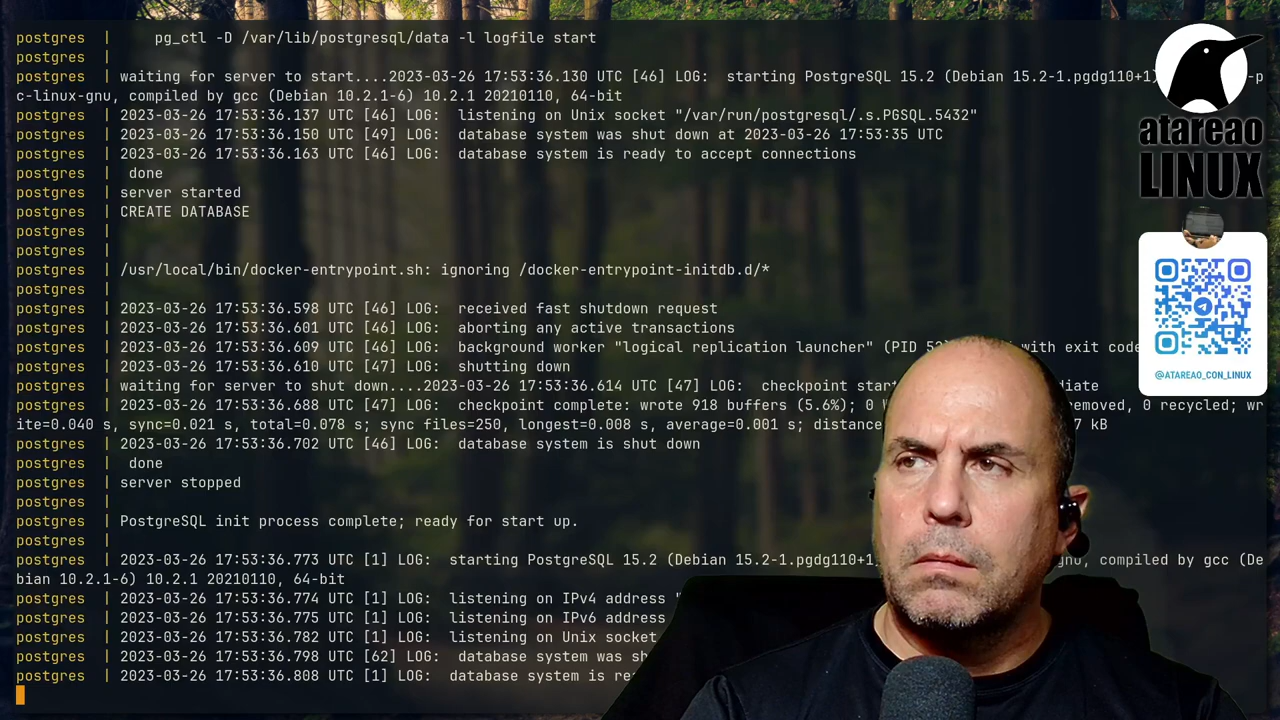 postgres  |     pg_ctl -D /var/lib/postgresql/data -l logfile start
postgres  |
postgres  | waiting for server to start....2023-03-26 17:53:36.130 UTC [46] LOG:  starting PostgreSQL 15.2 (Debian 15.2-1.pgdg110+1)
c-linux-gnu, compiled by gcc (Debian 10.2.1-6) 10.2.1 20210110, 64-bit
postgres  | 2023-03-26 17:53:36.137 UTC [46] LOG:  listening on Unix socket "/var/run/postgresql/.s.PGSQL.5432"
postgres  | 2023-03-26 17:53:36.150 UTC [49] LOG:  database system was shut down at 2023-03-26 17:53:35 UTC
postgres  | 2023-03-26 17:53:36.163 UTC [46] LOG:  database system is ready to accept connections
postgres  |  done
postgres  | server started
postgres  | CREATE DATABASE
postgres  |
postgres  |
postgres  | /usr/local/bin/docker-entrypoint.sh: ignoring /docker-entrypoint-initdb.d/*
postgres  |
postgres  | 2023-03-26 17:53:36.598 UTC [46] LOG:  received fast shutdown request
postgres  | 2023-03-26 17:53:36.601 UTC [46] LOG:  aborting any active transactions
postgres  | 2023-03-26 17:53:36.609 UTC [46] LOG:  background worker "logical replication launcher" (PID with exit code
postgres  | 2023-03-26 17:53:36.610 UTC [47] LOG:  shutting down
postgres  | waiting for server to shut down....2023-03-26 17:53:36.614 UTC [47] LOG:  checkpoint
postgres  | 2023-03-26 17:53:36.688 UTC [47] LOG:  checkpoint complete: wrote 918 buffers (5.6%); 0 removed, 0 recycled; wr
ite=0.040 s, sync=0.021 s, total=0.078 s; sync files=250, longest=0.008 s, average=0.001 s; distance kB
postgres  | 2023-03-26 17:53:36.702 UTC [46] LOG:  database system is shut down
postgres  |  done
postgres  | server stopped
postgres  |
postgres  | PostgreSQL init process complete; ready for start up.
postgres  |
postgres  | 2023-03-26 17:53:36.773 UTC [1] LOG:  starting PostgreSQL 15.2 (Debian 15.2-1.pgdg110+1 compiled by gcc (De
bian 10.2.1-6) 10.2.1 20210110, 64-bit
postgres  | 2023-03-26 17:53:36.774 UTC [1] LOG:  listening on IPv4 address "
postgres  | 2023-03-26 17:53:36.775 UTC [1] LOG:  listening on IPv6 address
postgres  | 2023-03-26 17:53:36.782 UTC [1] LOG:  listening on Unix socket
postgres  | 2023-03-26 17:53:36.798 UTC [62] LOG:  database system was
postgres  | 2023-03-26 17:53:36.808 UTC [1] LOG:  database system is
atareao
LINUX
@ATAREAO_CON_LINUX